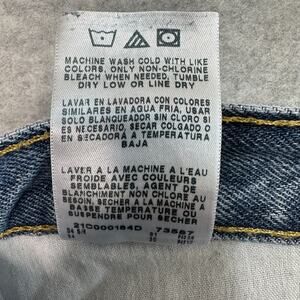 MACHINE WASH COLD WITH LIKE
COLORS, ONLY NON-CHLORINE
BLEACH WHEN NEEDED, TUMBLE
DRY LOW OR LINE DRY
LAVAR EN LAVADORA CON COLORES
SIMILARES EN AGUA FRIA, USAR
SOLO BLANQUEADOR SIN CLORO SI
ES NECESARIO, SECAR COLGADO O
EN SECADORA A TEMPERATURA
BAJA
LAVER A LA MACHINE A L'EAU
FROIDE AVEC COULEURS
SEMBLABLES, AGENT DE
BLANCHIMENT NON CHLORE AU
BESOIN, SECHER A LA MACHINE A
BASSE TEMPERATURE OU
SUSPENDRE POUR SECHER
73587